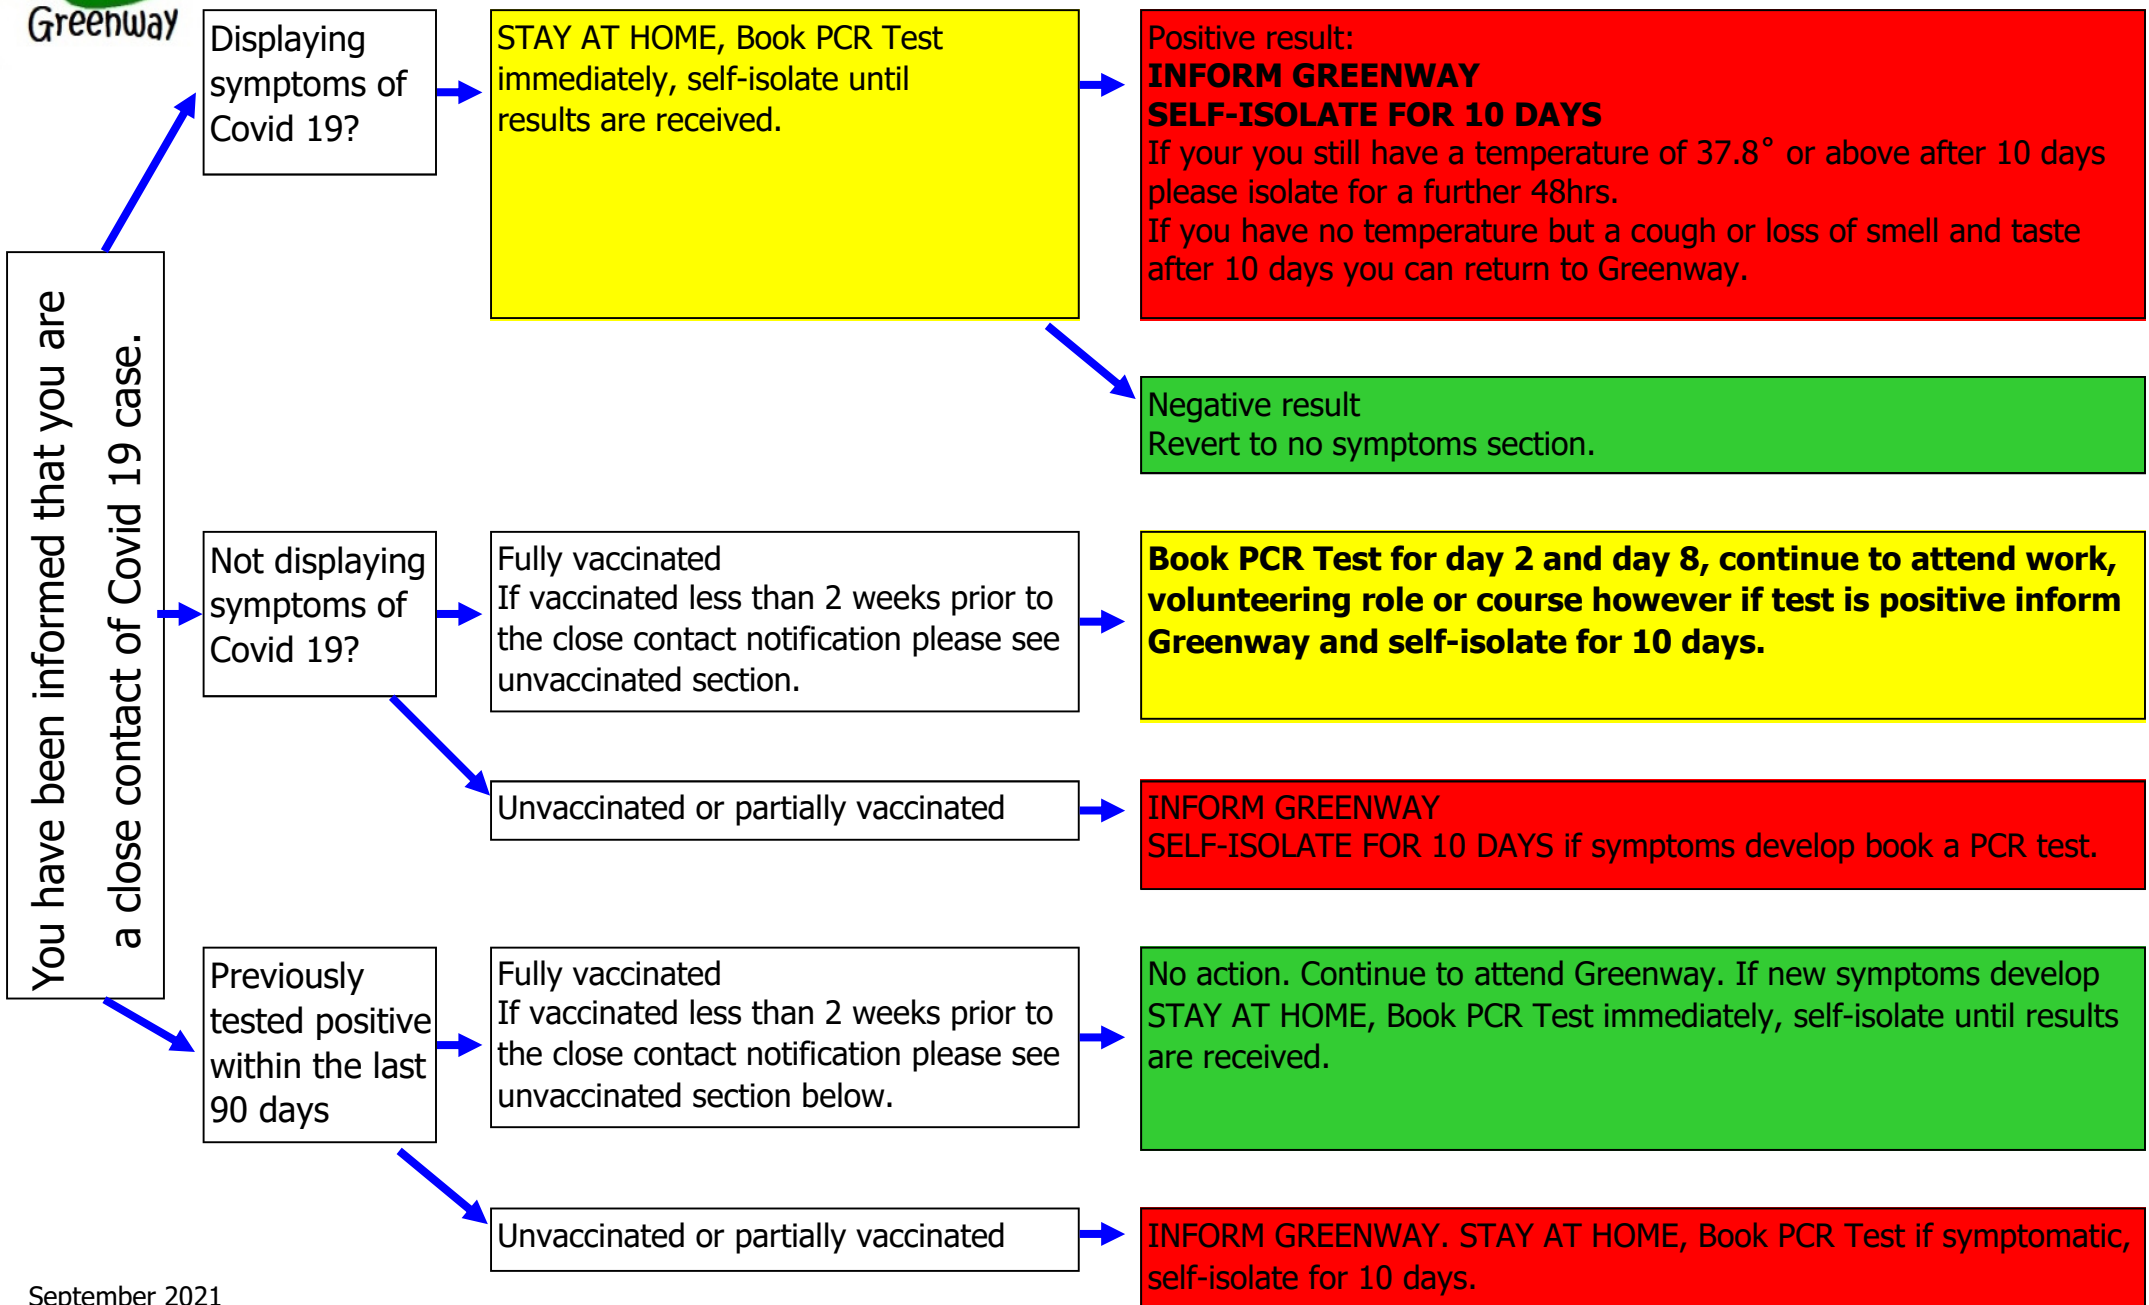 Greenway
You have been informed that you are
a close contact of Covid 19 case.
Displaying
symptoms of
Covid 19?
STAY AT HOME, Book PCR Test
immediately, self-isolate until
results are received.
Positive result:
INFORM GREENWAY
SELF-ISOLATE FOR 10 DAYS
If your you still have a temperature of 37.8˚ or above after 10 days
please isolate for a further 48hrs.
If you have no temperature but a cough or loss of smell and taste
after 10 days you can return to Greenway.
Negative result
Revert to no symptoms section.
Not displaying
symptoms of
Covid 19?
Fully vaccinated
If vaccinated less than 2 weeks prior to
the close contact notification please see
unvaccinated section.
Book PCR Test for day 2 and day 8, continue to attend work,
volunteering role or course however if test is positive inform
Greenway and self-isolate for 10 days.
Unvaccinated or partially vaccinated
INFORM GREENWAY
SELF-ISOLATE FOR 10 DAYS if symptoms develop book a PCR test.
Previously
tested positive
within the last
90 days
Fully vaccinated
If vaccinated less than 2 weeks prior to
the close contact notification please see
unvaccinated section below.
No action. Continue to attend Greenway. If new symptoms develop
STAY AT HOME, Book PCR Test immediately, self-isolate until results
are received.
Unvaccinated or partially vaccinated
INFORM GREENWAY. STAY AT HOME, Book PCR Test if symptomatic,
self-isolate for 10 days.
September 2021